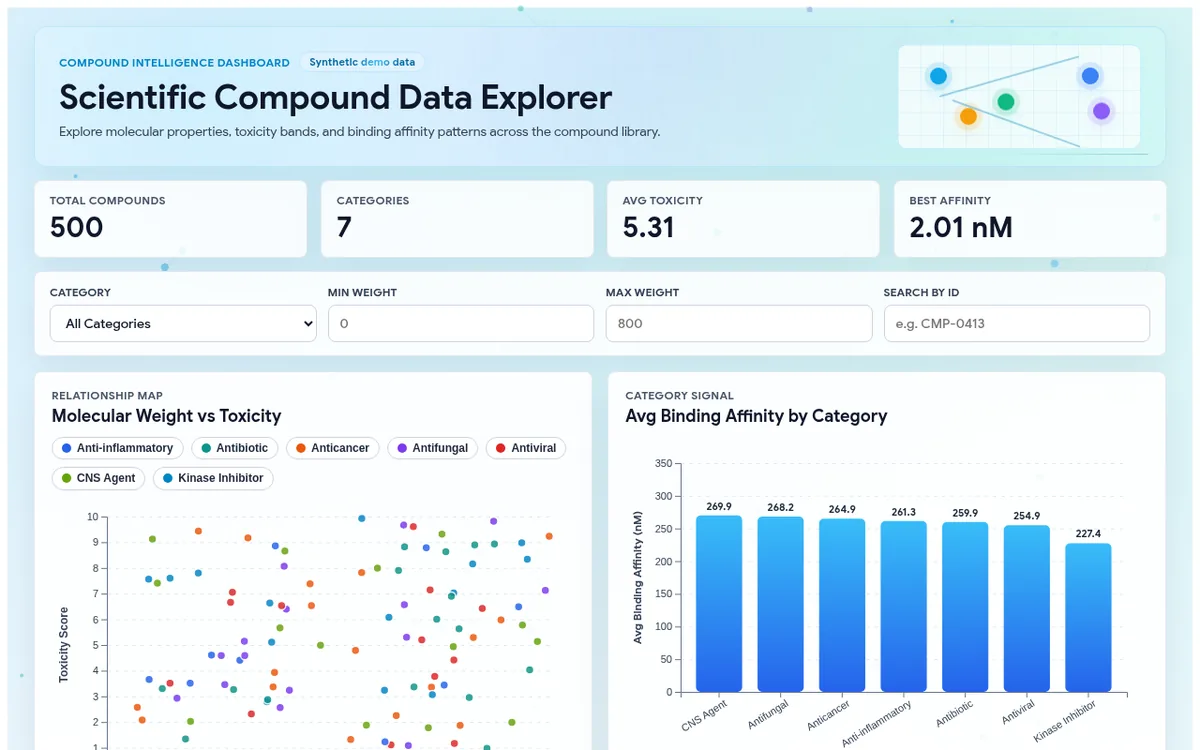 COMPOUND INTELLIGENCE DASHBOARD Synthetic demo data
Scientific Compound Data Explorer
Explore molecular properties, toxicity bands, and binding affinity patterns across the compound library.
TOTAL COMPOUNDS
500
CATEGORIES
7
AVG TOXICITY
5.31
BEST AFFINITY
2.01 nM
CATEGORY
All Categories
MIN WEIGHT
0
MAX WEIGHT
800
SEARCH BY ID
e.g. CMP-0413
RELATIONSHIP MAP
Molecular Weight vs Toxicity
Anti-inflammatory Antibiotic Anticancer Antifungal Antiviral
CNS Agent Kinase Inhibitor
Toxicity Score
10
9
8
7
6
5
4
3
2
1
CATEGORY SIGNAL
Avg Binding Affinity by Category
Avg Binding Affinity (nM)
350
300
250
200
150
100
50
0
269.9 268.2 264.9 261.3 259.9 254.9 227.4
CNS Agent Antifungal Anticancer Anti-inflammatory Antibiotic Antiviral Kinase Inhibitor